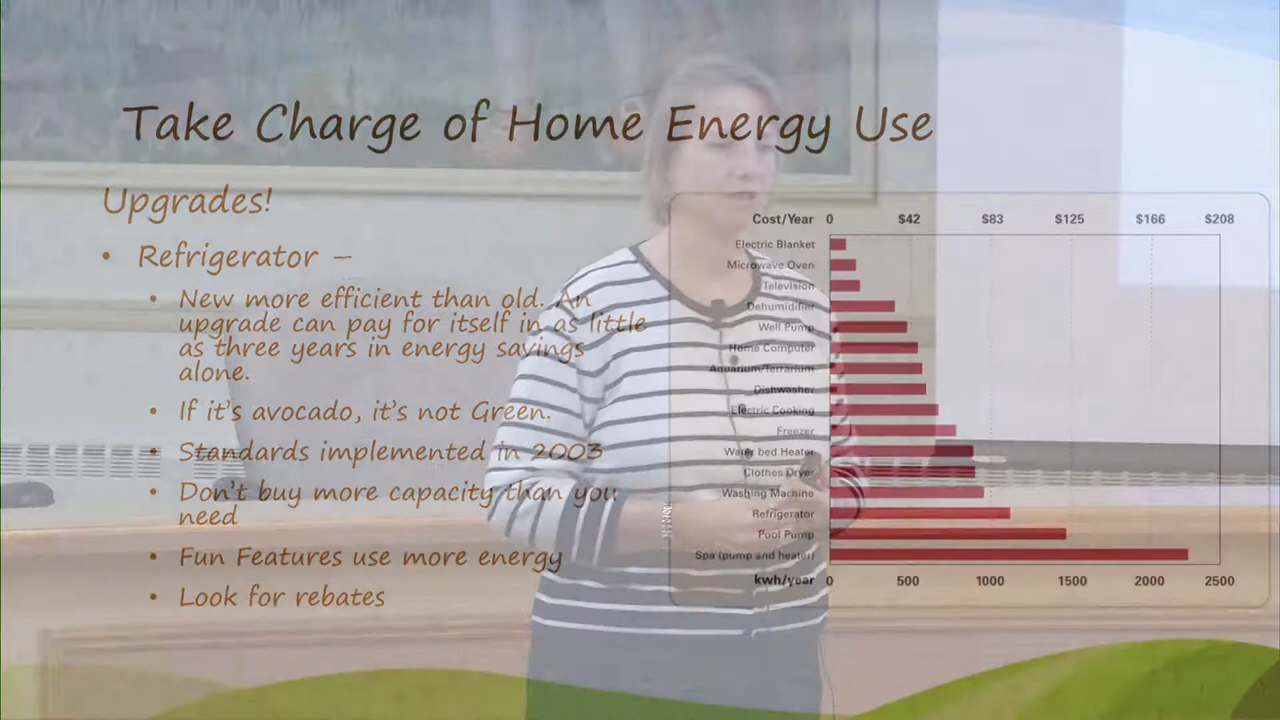 Take Charge of Home Energy Use
Upgrades!
• Refrigerator –
• New more efficient than old. An
upgrade can pay for itself in as little
as three years in energy savings
alone.
• If it's avocado, it's not Green.
• Standards implemented in 2003
• Don't buy more capacity than you
need
• Fun Features use more energy
• Look for rebates
Cost/Year 0 $42 $83 $125 $166 $208
Electric Blanket
Microwave Oven
Television
Dehumidifier
Well Pump
Home Computer
Aquarium/Terrarium
Dishwasher
Electric Cooking
Freezer
Water bed Heater
Clothes Dryer
Washing Machine
Refrigerator
Pool Pump
Spa (pump and heater)
kwh/year 0 500 1000 1500 2000 2500